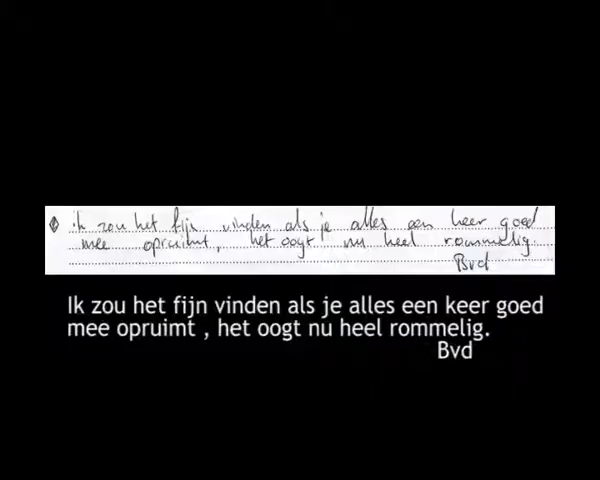 ik zou het fijn vinden als je alles een keer goed
mee opruimt, het oogt nu heel rommelig.
Bvd
Ik zou het fijn vinden als je alles een keer goed
mee opruimt , het oogt nu heel rommelig.
Bvd